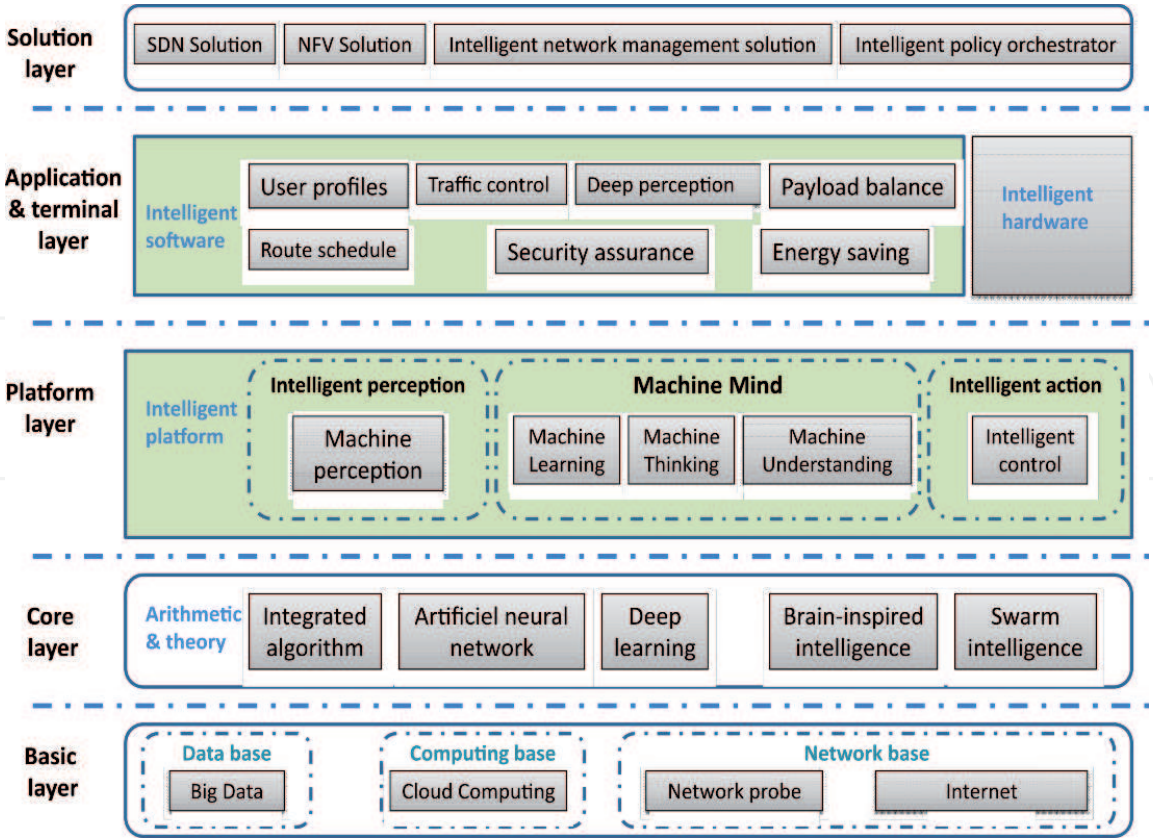 Solution
layer
SDN Solution
NFV Solution
Intelligent network management solution
Intelligent policy orchestrator
Application
& terminal
layer
Intelligent
software
User profiles
Traffic control
Deep perception
Payload balance
Route schedule
Security assurance
Energy saving
Intelligent
hardware
Platform
layer
Intelligent
platform
Intelligent perception
Machine
perception
Machine Mind
Machine
Learning
Machine
Thinking
Machine
Understanding
Intelligent action
Intelligent
control
Core
layer
Arithmetic
& theory
Integrated
algorithm
Artificiel neural
network
Deep
learning
Brain-inspired
intelligence
Swarm
intelligence
Basic
layer
Data base
Big Data
Computing base
Cloud Computing
Network base
Network probe
Internet